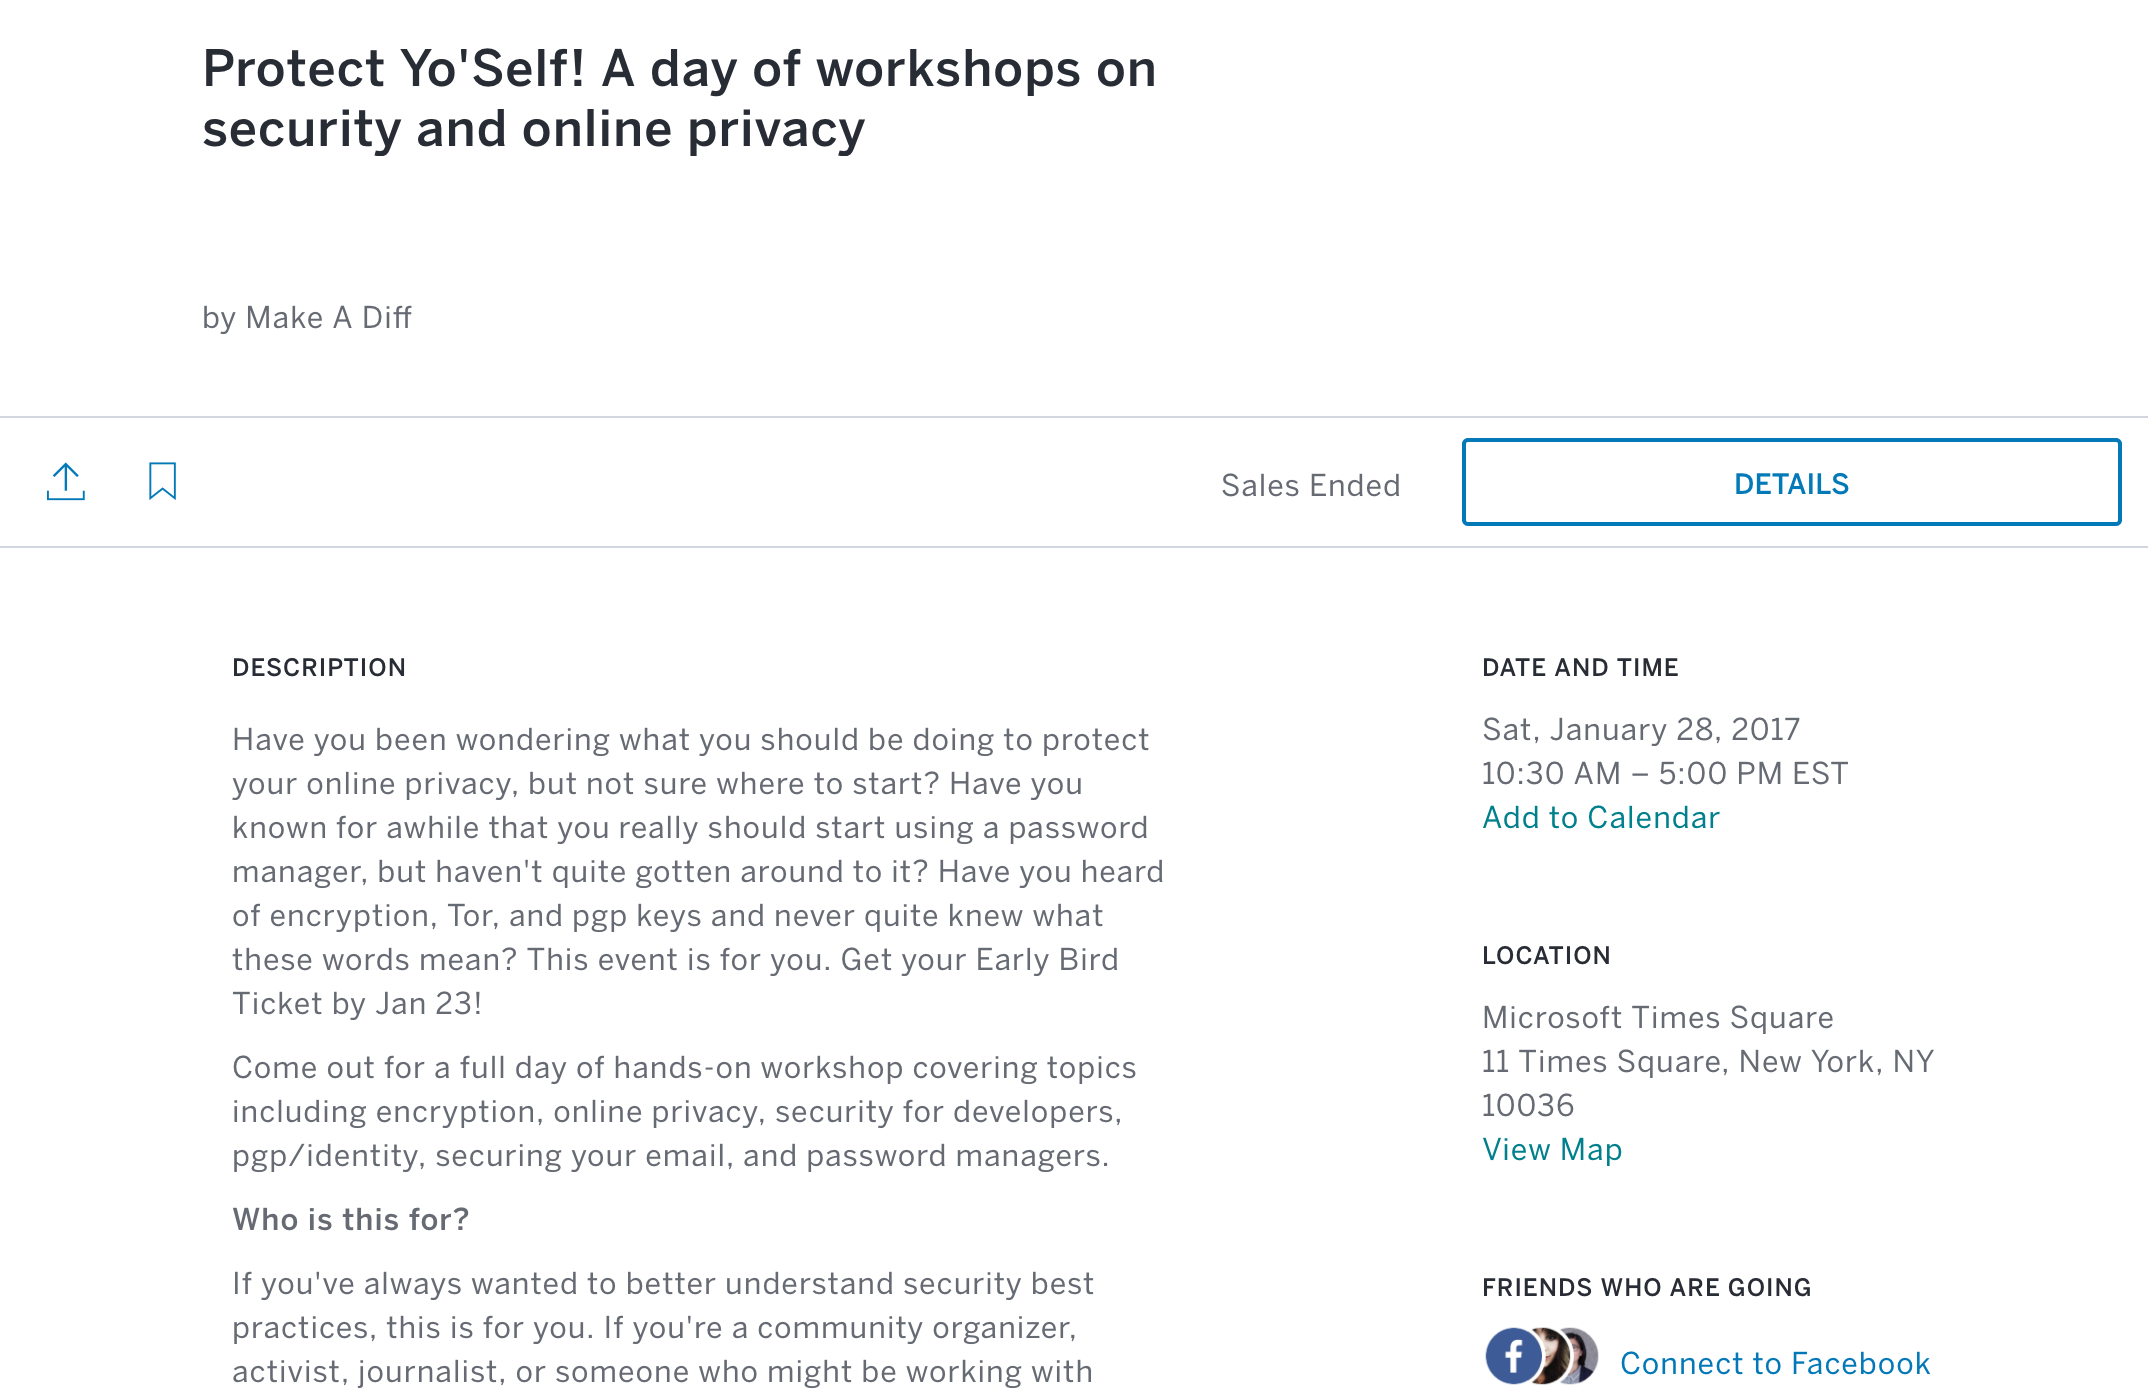 Protect Yo'Self! A day of workshops on
security and online privacy
by Make A Diff
Sales Ended
DETAILS
DESCRIPTION
Have you been wondering what you should be doing to protect
your online privacy, but not sure where to start? Have you
known for awhile that you really should start using a password
manager, but haven't quite gotten around to it? Have you heard
of encryption, Tor, and pgp keys and never quite knew what
these words mean? This event is for you. Get your Early Bird
Ticket by Jan 23!
Come out for a full day of hands-on workshop covering topics
including encryption, online privacy, security for developers,
pgp/identity, securing your email, and password managers.
Who is this for?
If you've always wanted to better understand security best
practices, this is for you. If you're a community organizer,
activist, journalist, or someone who might be working with
DATE AND TIME
Sat, January 28, 2017
10:30 AM – 5:00 PM EST
Add to Calendar
LOCATION
Microsoft Times Square
11 Times Square, New York, NY
10036
View Map
FRIENDS WHO ARE GOING
f
Connect to Facebook